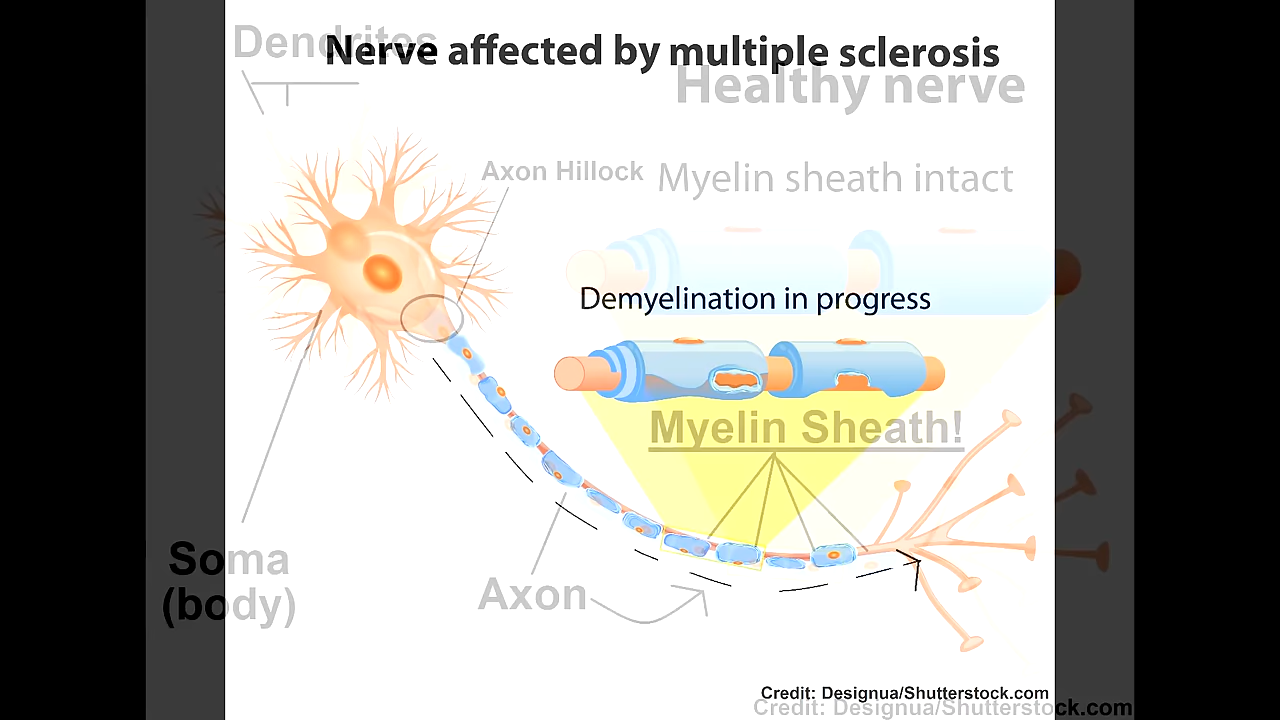 Dendrites
Nerve affected by multiple sclerosis
Healthy nerve
Axon Hillock
Myelin sheath intact
Demyelination in progress
Myelin Sheath!
Soma
(body)
Axon
Credit: Designua/Shutterstock.com
Credit: Designua/Shutterstock.com